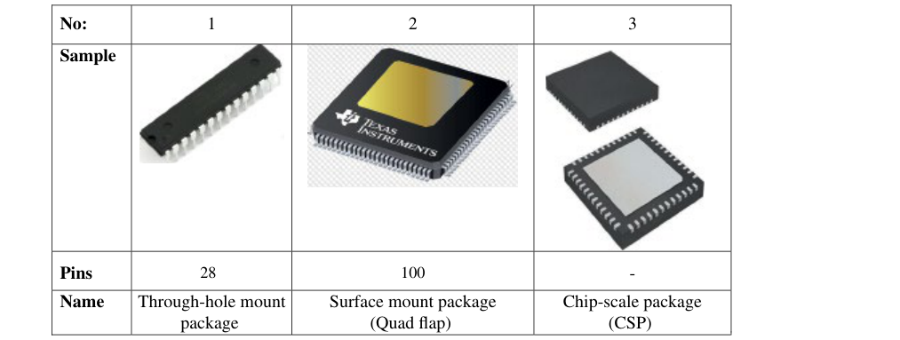 No: 1 2 3
Sample
TEXAS
INSTRUMENTS
Pins 28 100 -
Name Through-hole mount Surface mount package Chip-scale package
package (Quad flap) (CSP)